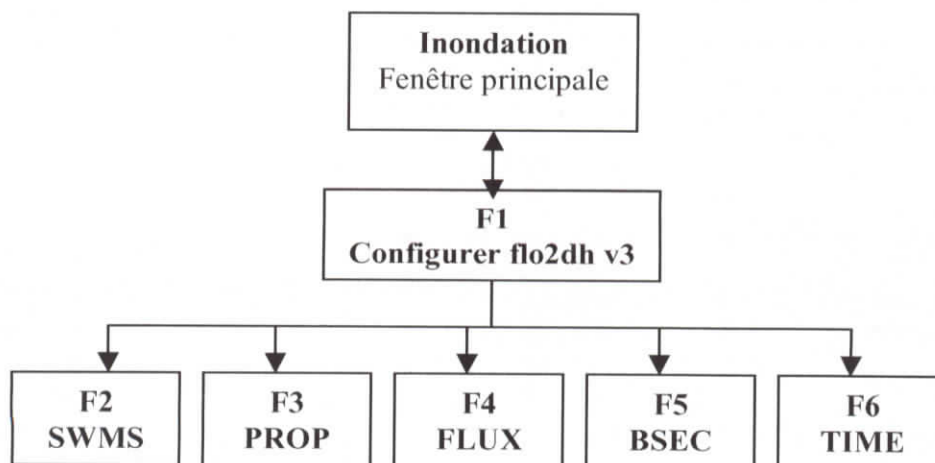 Inondation
Fenêtre principale
F1
Configurer flo2dh v3
F2
SWMS
F3
PROP
F4
FLUX
F5
BSEC
F6
TIME